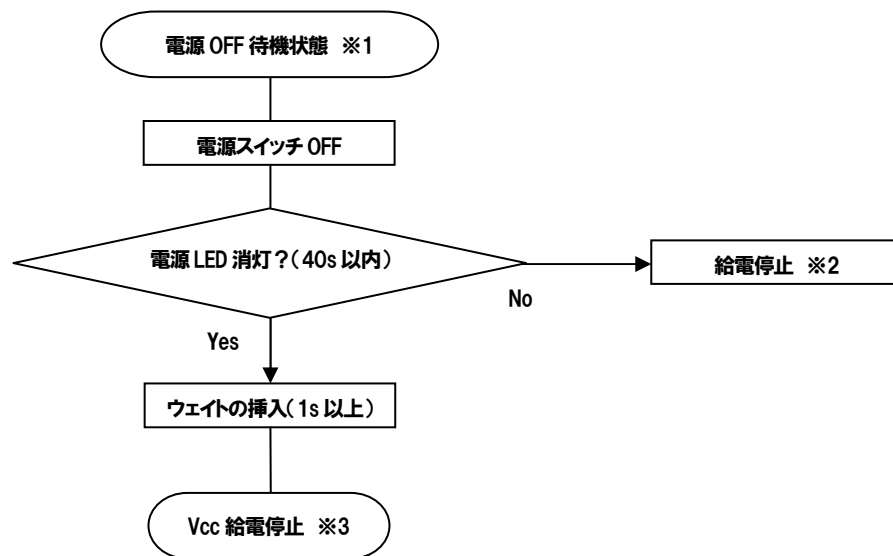 電源 OFF 待機状態 ※1
電源スイッチ OFF
電源 LED 消灯？（40s 以内）
給電停止 ※2
No
Yes
ウェイトの挿入（1s 以上）
Vcc 給電停止 ※3